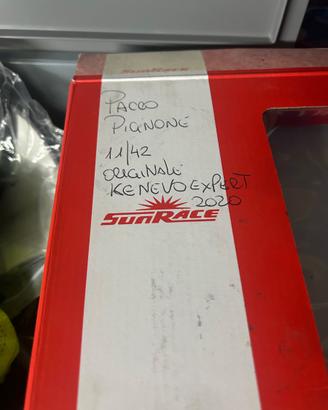 SUNRACE
PACCO
PIGNONE
11/42
ORIGINALE
KENEVO EXPERT
2020
SUNRACE